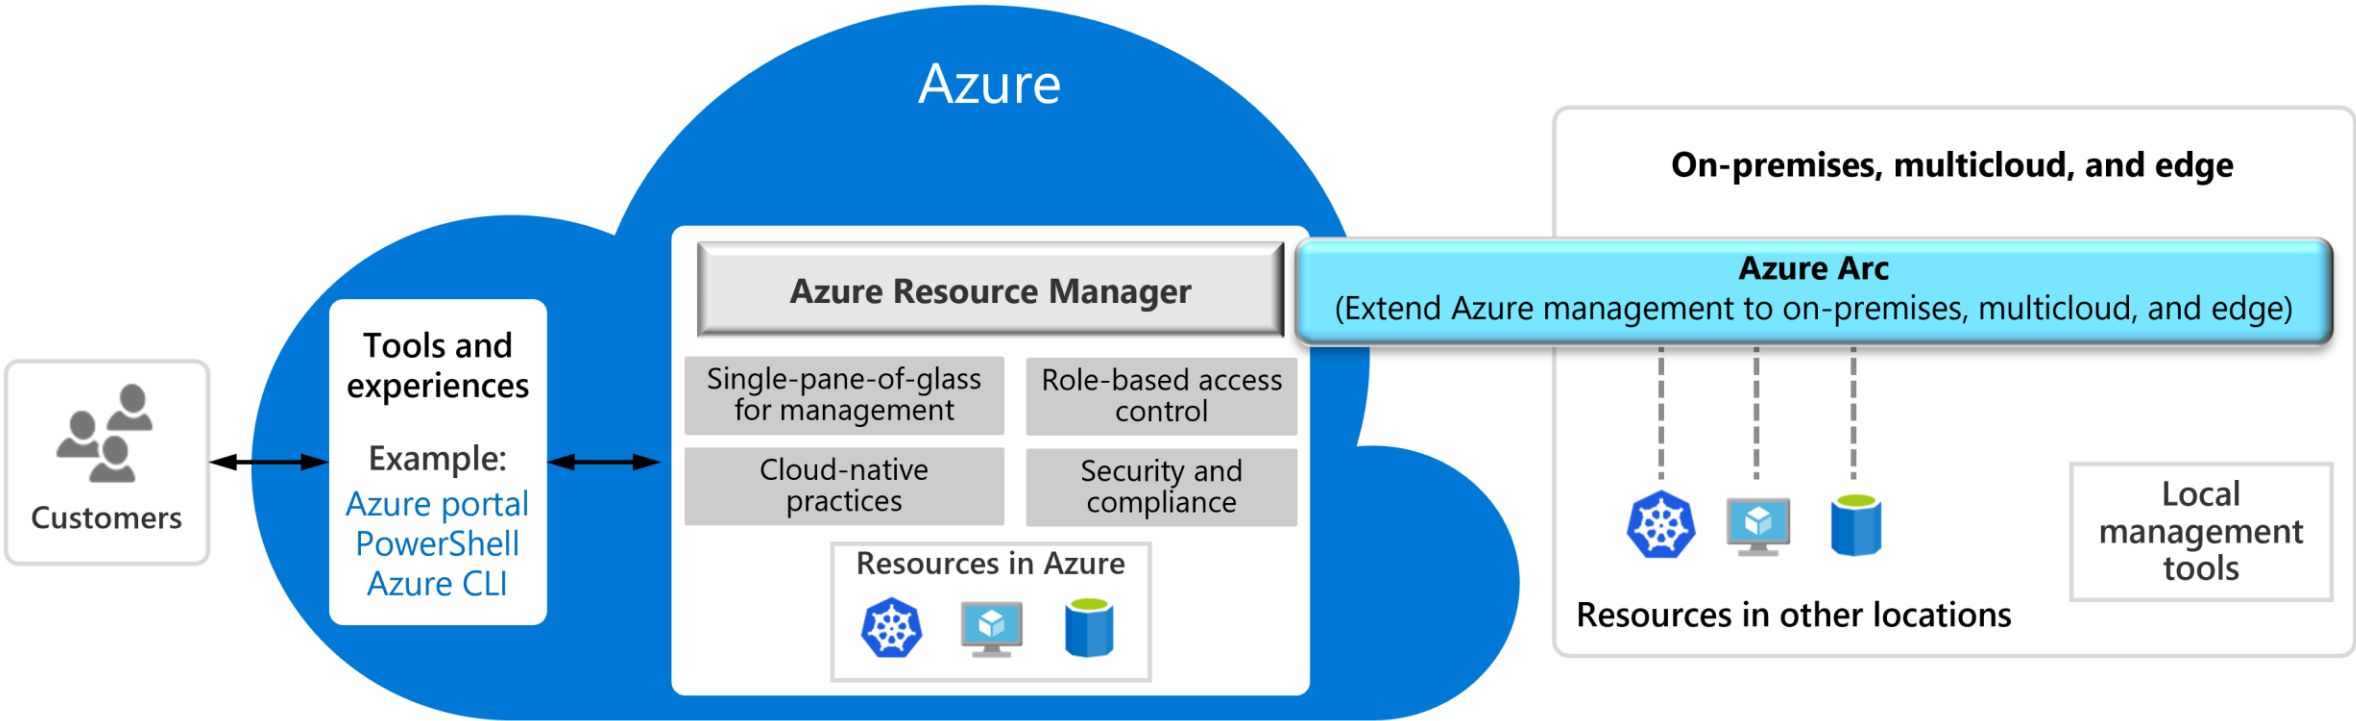 Azure
Customers
Tools and
experiences
Example:
Azure portal
PowerShell
Azure CLI
Azure Resource Manager
Single-pane-of-glass
for management
Role-based access
control
Cloud-native
practices
Security and
compliance
Resources in Azure
On-premises, multicloud, and edge
Azure Arc
(Extend Azure management to on-premises, multicloud, and edge)
Resources in other locations
Local
management
tools